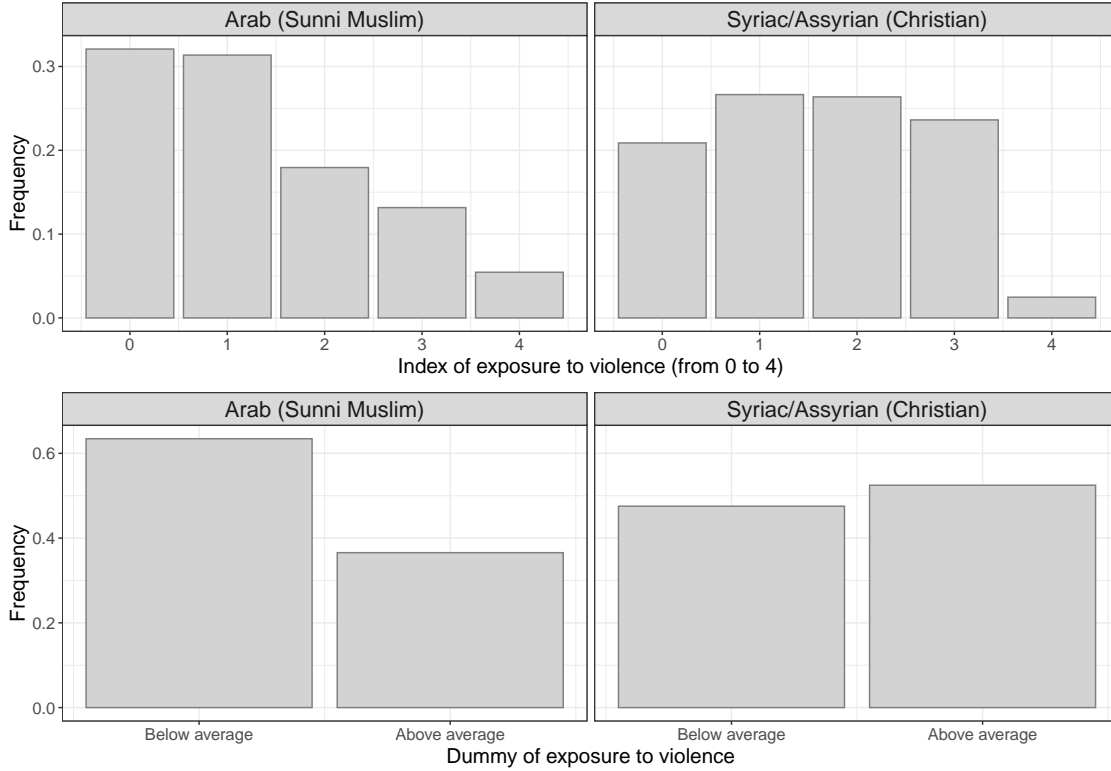 Arab (Sunni Muslim) Syriac/Assyrian (Christian)
Frequency
0.3
0.2
0.1
0.0
0 1 2 3 4 0 1 2 3 4
Index of exposure to violence (from 0 to 4)
Arab (Sunni Muslim) Syriac/Assyrian (Christian)
Frequency
0.6
0.4
0.2
0.0
Below average Above average Below average Above average
Dummy of exposure to violence